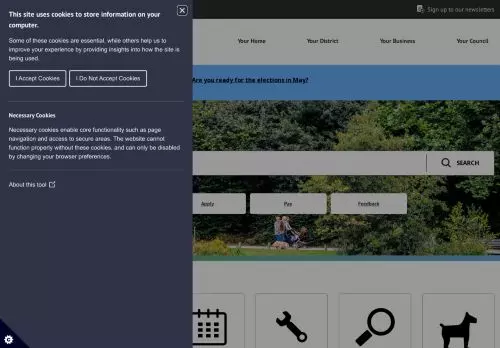 This site uses cookies to store information on your
computer.
Some of these cookies are essential, while others help us to
improve your experience by providing insights into how the site is
being used.
I Accept Cookies
I Do Not Accept Cookies
Necessary Cookies
Necessary cookies enable core functionality such as page
navigation and access to secure areas. The website cannot
function properly without these cookies, and can only be disabled
by changing your browser preferences.
About this tool
Sign up to our newsletters
Your Home
Your District
Your Business
Your Council
Are you ready for the elections in May?
SEARCH
Apply
Pay
Feedback